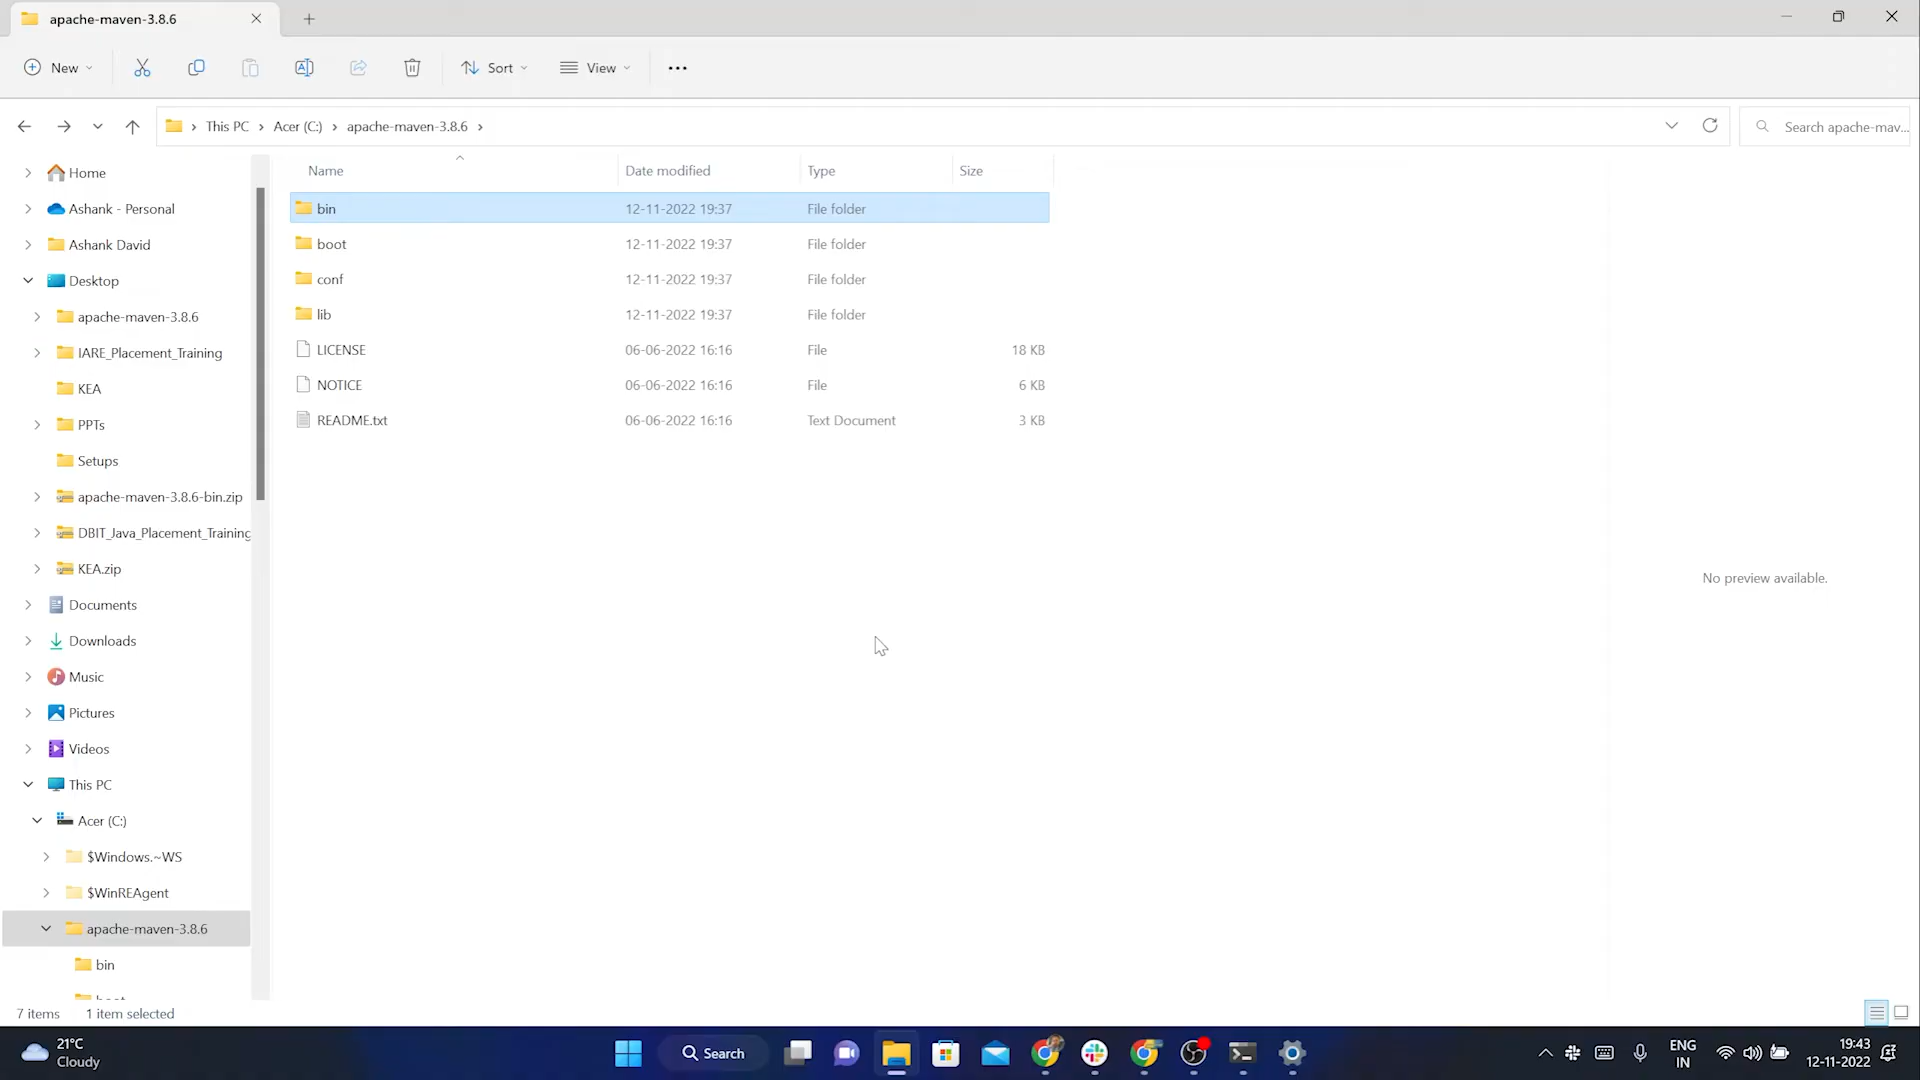 apache-maven-3.8.6
New
Sort
View
This PC > Acer (C:) > apache-maven-3.8.6 >
Search apache-mav...
Home
Ashank - Personal
Ashank David
Desktop
apache-maven-3.8.6
IARE_Placement_Training
KEA
PPTs
Setups
apache-maven-3.8.6-bin.zip
DBIT_Java_Placement_Training
KEA.zip
Documents
Downloads
Music
Pictures
Videos
This PC
Acer (C:)
$Windows.~WS
$WinREAgent
apache-maven-3.8.6
bin
boot
Name Date modified Type Size
bin 12-11-2022 19:37 File folder
boot 12-11-2022 19:37 File folder
conf 12-11-2022 19:37 File folder
lib 12-11-2022 19:37 File folder
LICENSE 06-06-2022 16:16 File 18 KB
NOTICE 06-06-2022 16:16 File 6 KB
README.txt 06-06-2022 16:16 Text Document 3 KB
No preview available.
7 items 1 item selected
21°C
Cloudy
Search
ENG
IN
19:43
12-11-2022